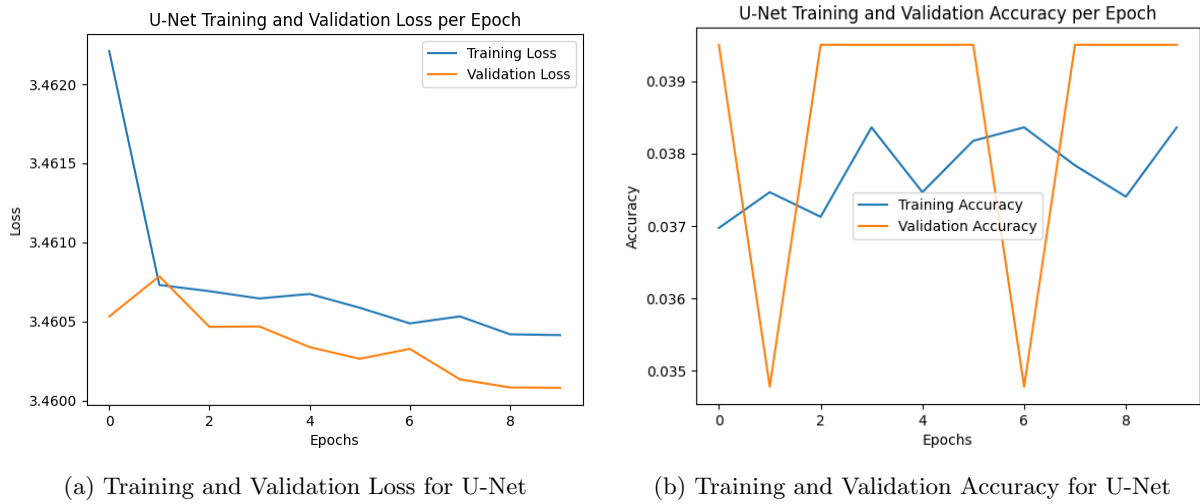 U-Net Training and Validation Loss per Epoch
Training Loss
Validation Loss
3.4620
3.4615
3.4610
3.4605
3.4600
Loss
0 2 4 6 8
Epochs
(a) Training and Validation Loss for U-Net
U-Net Training and Validation Accuracy per Epoch
0.039
0.038
0.037
0.036
0.035
Accuracy
Training Accuracy
Validation Accuracy
0 2 4 6 8
Epochs
(b) Training and Validation Accuracy for U-Net